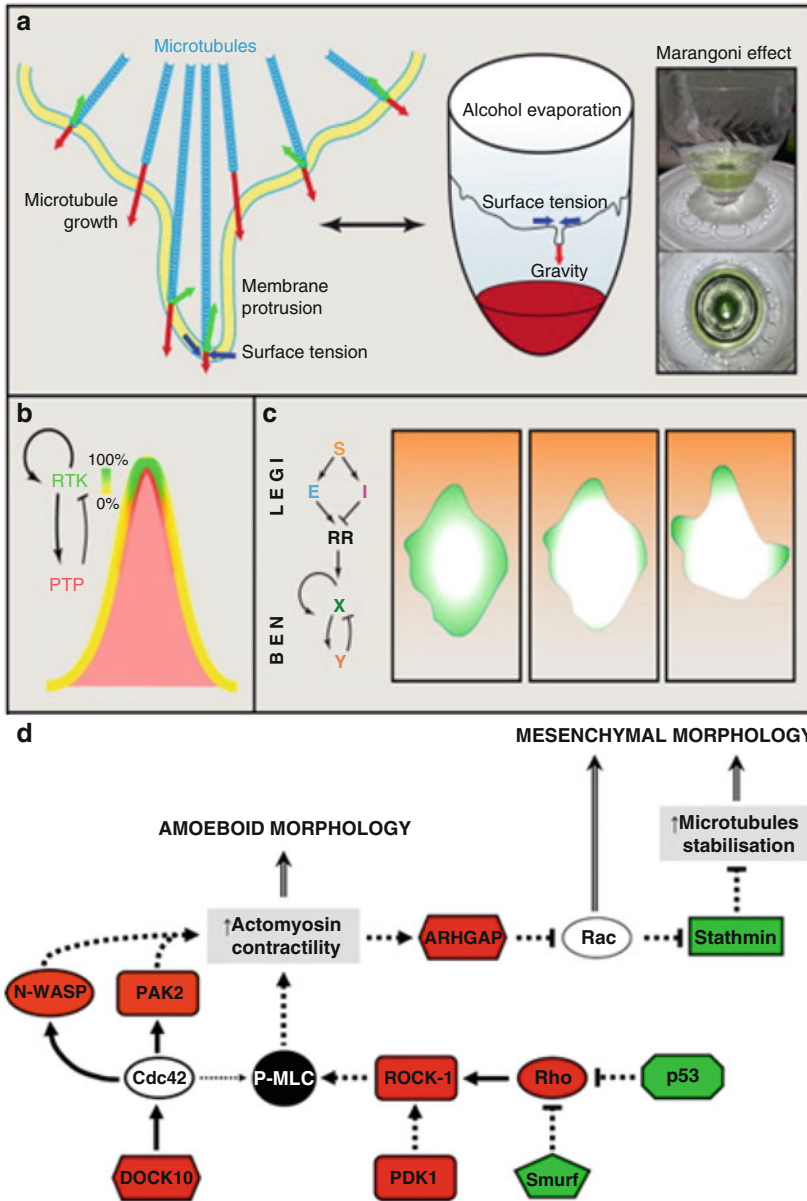 a
Microtubules
Microtubule
growth
Membrane
protrusion
Surface tension
Alcohol evaporation
Surface tension
Gravity
Marangoni effect
b
100%
RTK
0%
PTP
c
LEGI
S
E I
RR
BEN
X
Y
d
MESENCHYMAL MORPHOLOGY
AMOEBOID MORPHOLOGY
↑Microtubules
stabilisation
↑Actomyosin
contractility
ARHGAP
Rac
Stathmin
N-WASP
PAK2
Cdc42
P-MLC
ROCK-1
Rho
p53
DOCK10
PDK1
Smurf